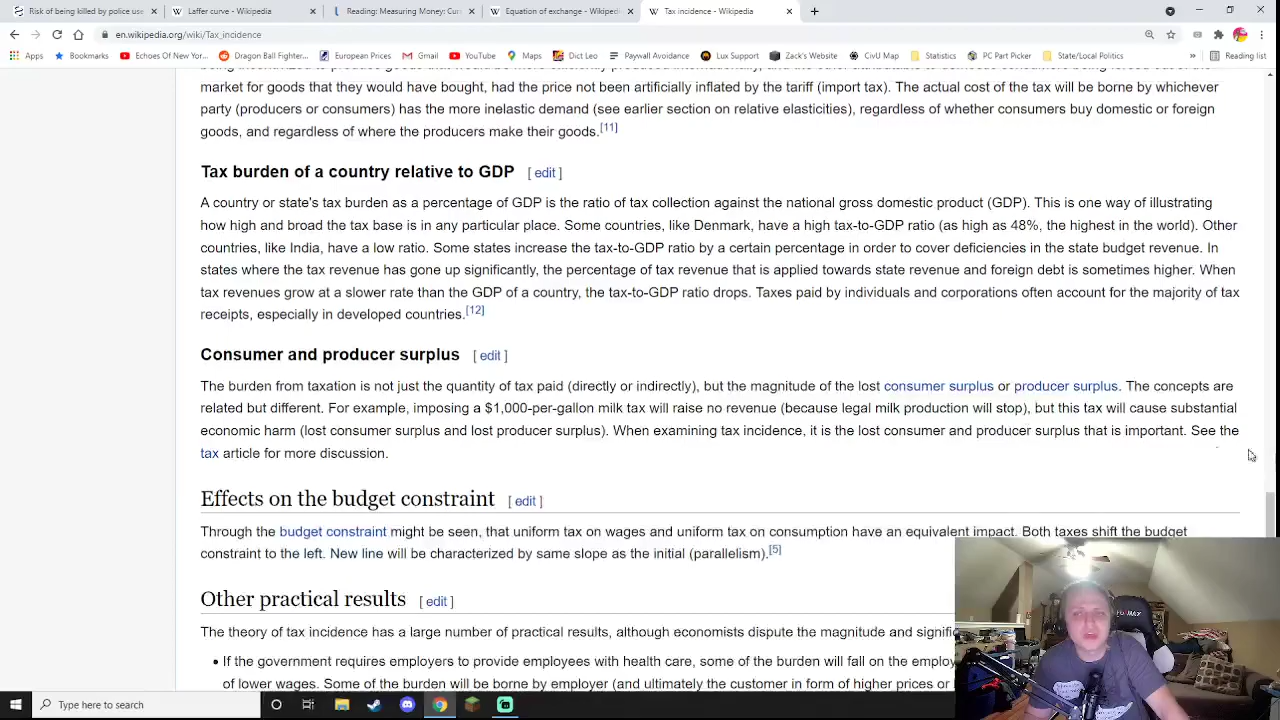 Risk of being killed by police use
Laffer curve - Wikipedia
Reading: Measuring Money: Cur
Equation of exchange - Wikipedi
Tax incidence - Wikipedia
en.wikipedia.org/wiki/Tax_incidence
Apps
Bookmarks
Echoes Of New Yor...
Dragon Ball Fighter...
European Prices
Gmail
YouTube
Maps
Dict Leo
Paywall Avoidance
Lux Support
Zack's Website
CivIU Map
Statistics
PC Part Picker
State/Local Politics
»
Reading list
market for goods that they would have bought, had the price not been artificially inflated by the tariff (import tax). The actual cost of the tax will be borne by whichever
party (producers or consumers) has the more inelastic demand (see earlier section on relative elasticities), regardless of whether consumers buy domestic or foreign
goods, and regardless of where the producers make their goods.[11]
Tax burden of a country relative to GDP [ edit ]
A country or state's tax burden as a percentage of GDP is the ratio of tax collection against the national gross domestic product (GDP). This is one way of illustrating
how high and broad the tax base is in any particular place. Some countries, like Denmark, have a high tax-to-GDP ratio (as high as 48%, the highest in the world). Other
countries, like India, have a low ratio. Some states increase the tax-to-GDP ratio by a certain percentage in order to cover deficiencies in the state budget revenue. In
states where the tax revenue has gone up significantly, the percentage of tax revenue that is applied towards state revenue and foreign debt is sometimes higher. When
tax revenues grow at a slower rate than the GDP of a country, the tax-to-GDP ratio drops. Taxes paid by individuals and corporations often account for the majority of tax
receipts, especially in developed countries.[12]
Consumer and producer surplus [ edit ]
The burden from taxation is not just the quantity of tax paid (directly or indirectly), but the magnitude of the lost consumer surplus or producer surplus. The concepts are
related but different. For example, imposing a $1,000-per-gallon milk tax will raise no revenue (because legal milk production will stop), but this tax will cause substantial
economic harm (lost consumer surplus and lost producer surplus). When examining tax incidence, it is the lost consumer and producer surplus that is important. See the
tax article for more discussion.
Effects on the budget constraint [ edit ]
Through the budget constraint might be seen, that uniform tax on wages and uniform tax on consumption have an equivalent impact. Both taxes shift the budget
constraint to the left. New line will be characterized by same slope as the initial (parallelism).[5]
Other practical results [ edit ]
The theory of tax incidence has a large number of practical results, although economists dispute the magnitude and signifi
• If the government requires employers to provide employees with health care, some of the burden will fall on the employ
of lower wages. Some of the burden will be borne by employer (and ultimately the customer in form of higher prices or
Type here to search